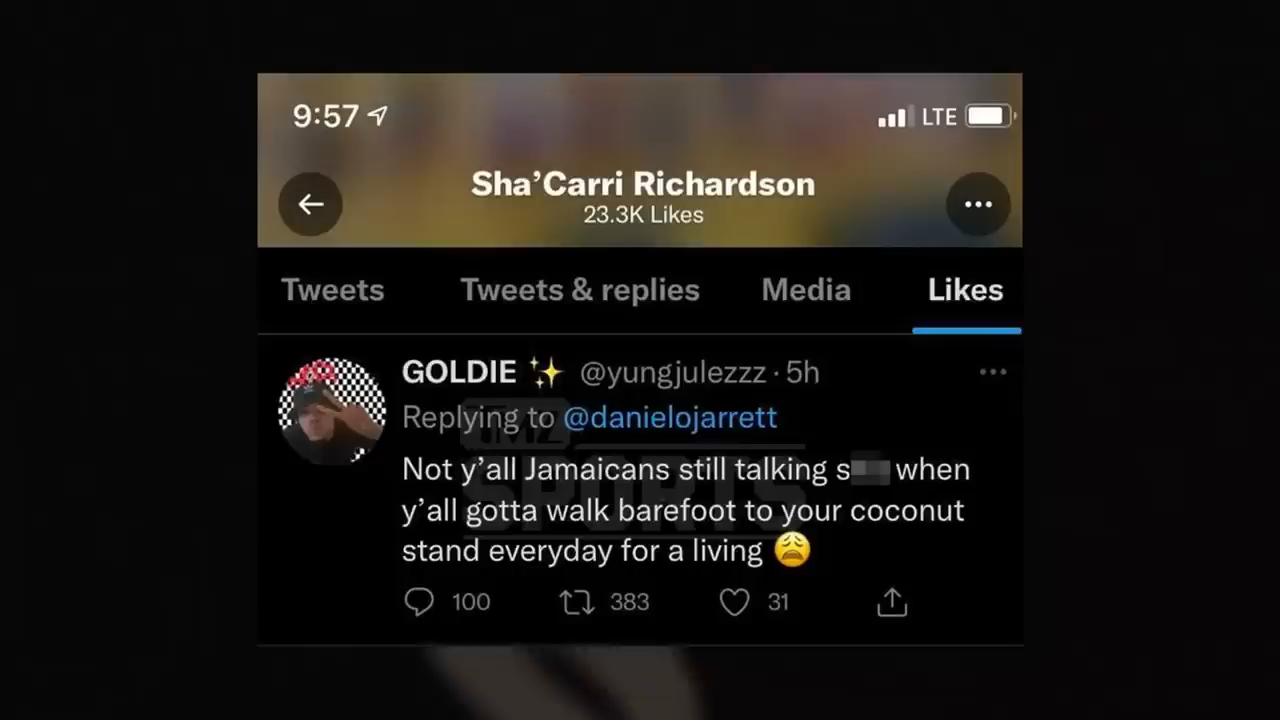 9:57 LTE
Sha’Carri Richardson
23.3K Likes
Tweets Tweets & replies Media Likes
GOLDIE ✨ @yungjulezzz · 5h
Replying to @danielojarrett
Not y’all Jamaicans still talking s when
y’all gotta walk barefoot to your coconut
stand everyday for a living 😩
100 383 31
TMZ
SPORTS